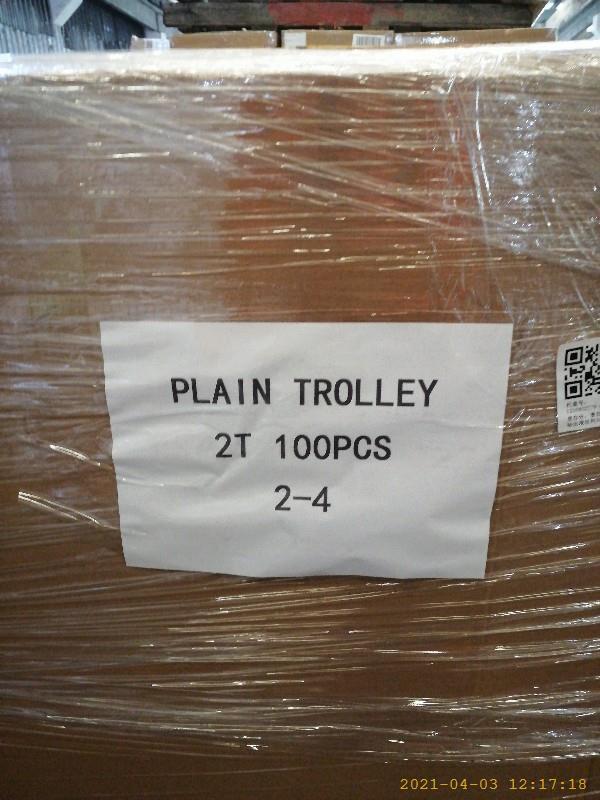 PLAIN TROLLEY
2T 100PCS
2-4
2021-04-03 12:17:18